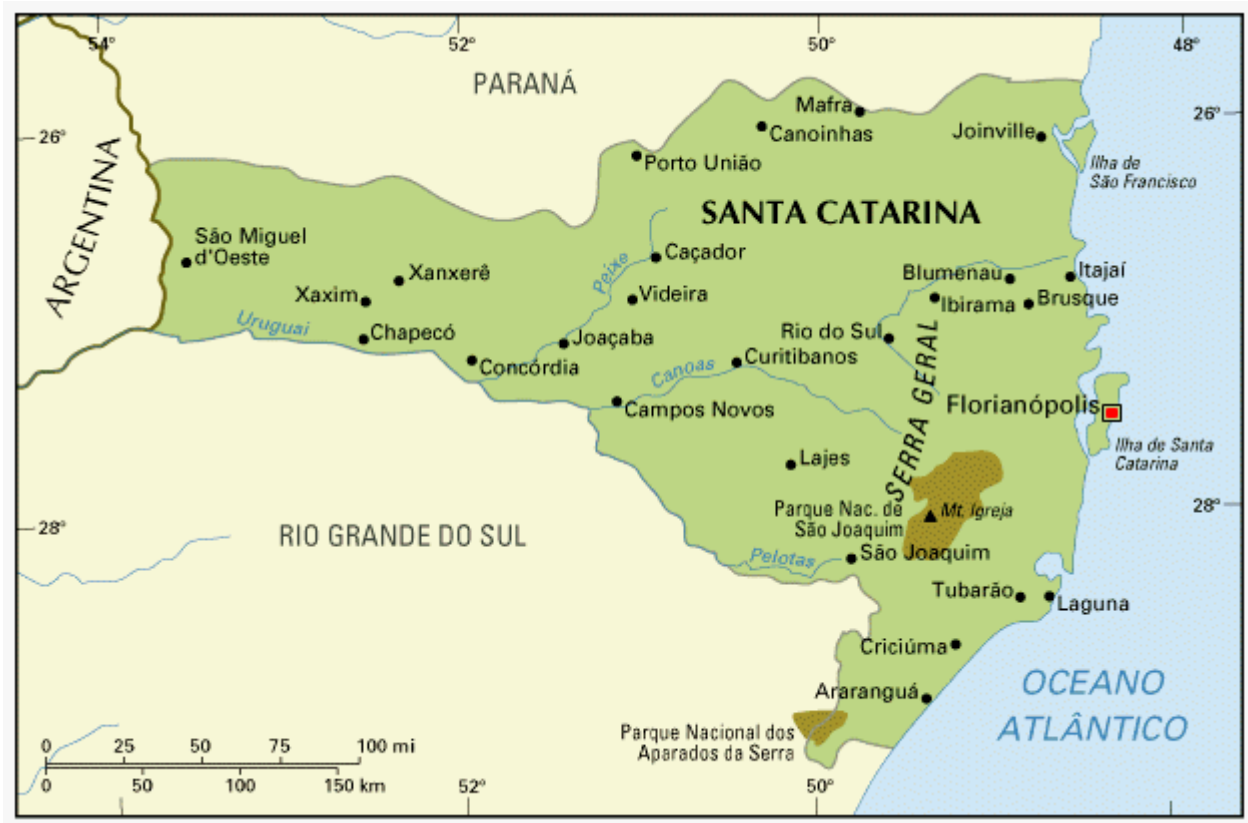 54°
52°
50°
48°
PARANÁ
Mafra
Canoinhas
Joinville
26°
26°
Porto União
Ilha de
São Francisco
ARGENTINA
SANTA CATARINA
São Miguel
d'Oeste
Caçador
Peixe
Xanxerê
Blumenau
Itajaí
Xaxim
Videira
Ibirama
Brusque
Uruguai
Chapecó
Joaçaba
Rio do Sul
Concórdia
Canoas
Curitibanos
SERRA GERAL
Campos Novos
Florianópolis
Ilha de Santa
Catarina
Lajes
Parque Nac. de
São Joaquim
Mt. Igreja
28°
28°
RIO GRANDE DO SUL
Pelotas
São Joaquim
Tubarão
Laguna
Criciúma
Araranguá
OCEANO
ATLÂNTICO
Parque Nacional dos
Aparados da Serra
0 25 50 75 100 mi
0 50 100 150 km
52°
50°